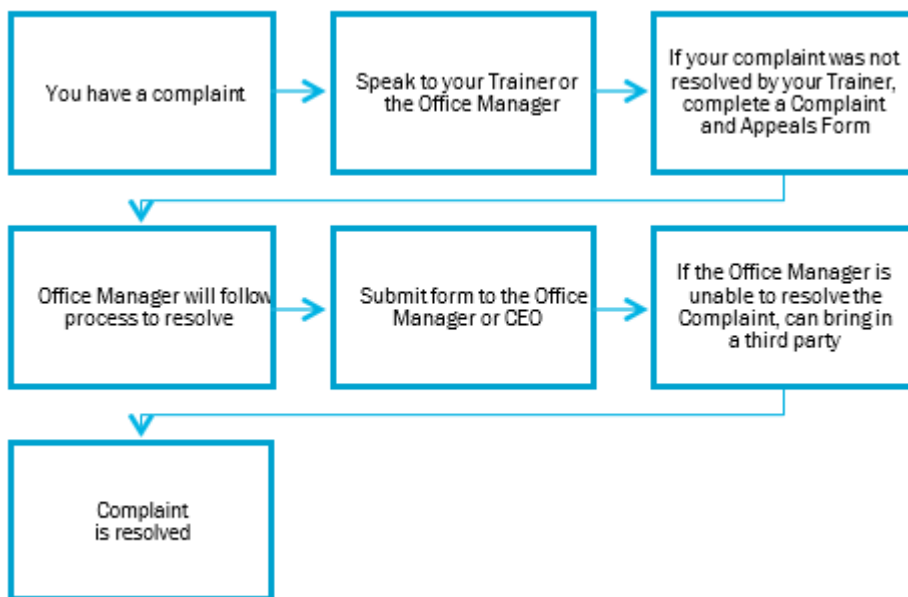 You have a complaint
Speak to your Trainer or
the Office Manager
If your complaint was not
resolved by your Trainer,
complete a Complaint
and Appeals Form
Office Manager will follow
process to resolve
Submit form to the Office
Manager or CEO
If the Office Manager is
unable to resolve the
Complaint, can bring in
a third party
Complaint
is resolved